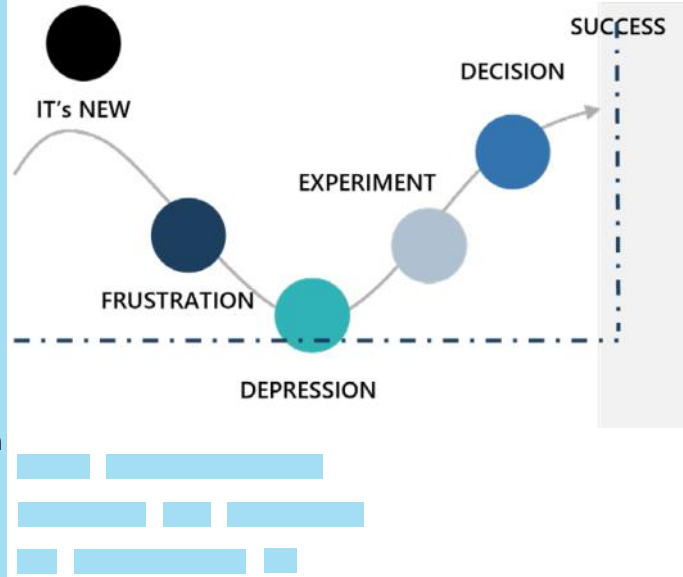 SUCCESS
DECISION
IT's NEW
EXPERIMENT
FRUSTRATION
DEPRESSION